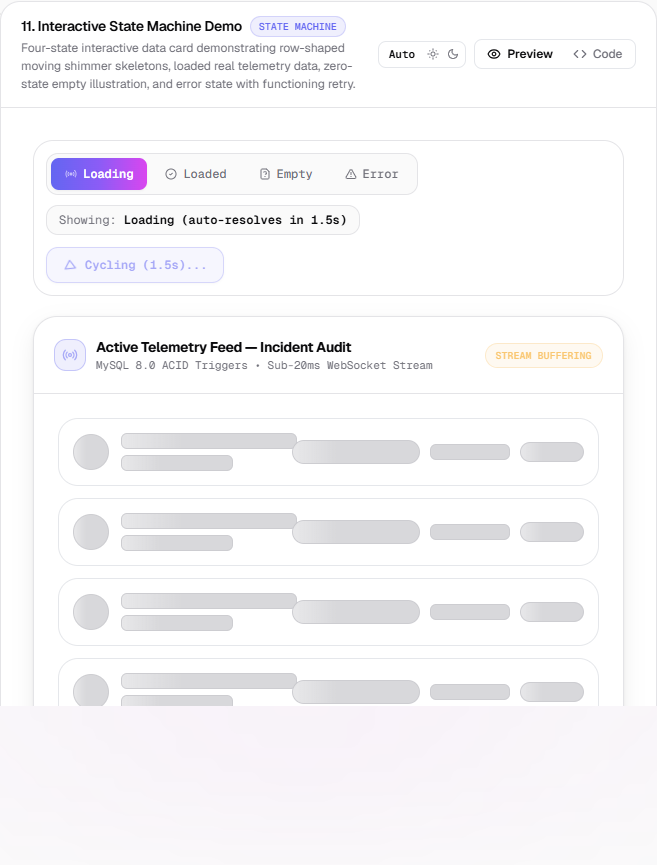 11. Interactive State Machine Demo STATE MACHINE
Four-state interactive data card demonstrating row-shaped
moving shimmer skeletons, loaded real telemetry data, zero-
state empty illustration, and error state with functioning retry.
Auto
Preview
Code
Loading
Loaded
Empty
Error
Showing: Loading (auto-resolves in 1.5s)
Cycling (1.5s)...
Active Telemetry Feed — Incident Audit
MySQL 8.0 ACID Triggers • Sub-20ms WebSocket Stream
STREAM BUFFERING